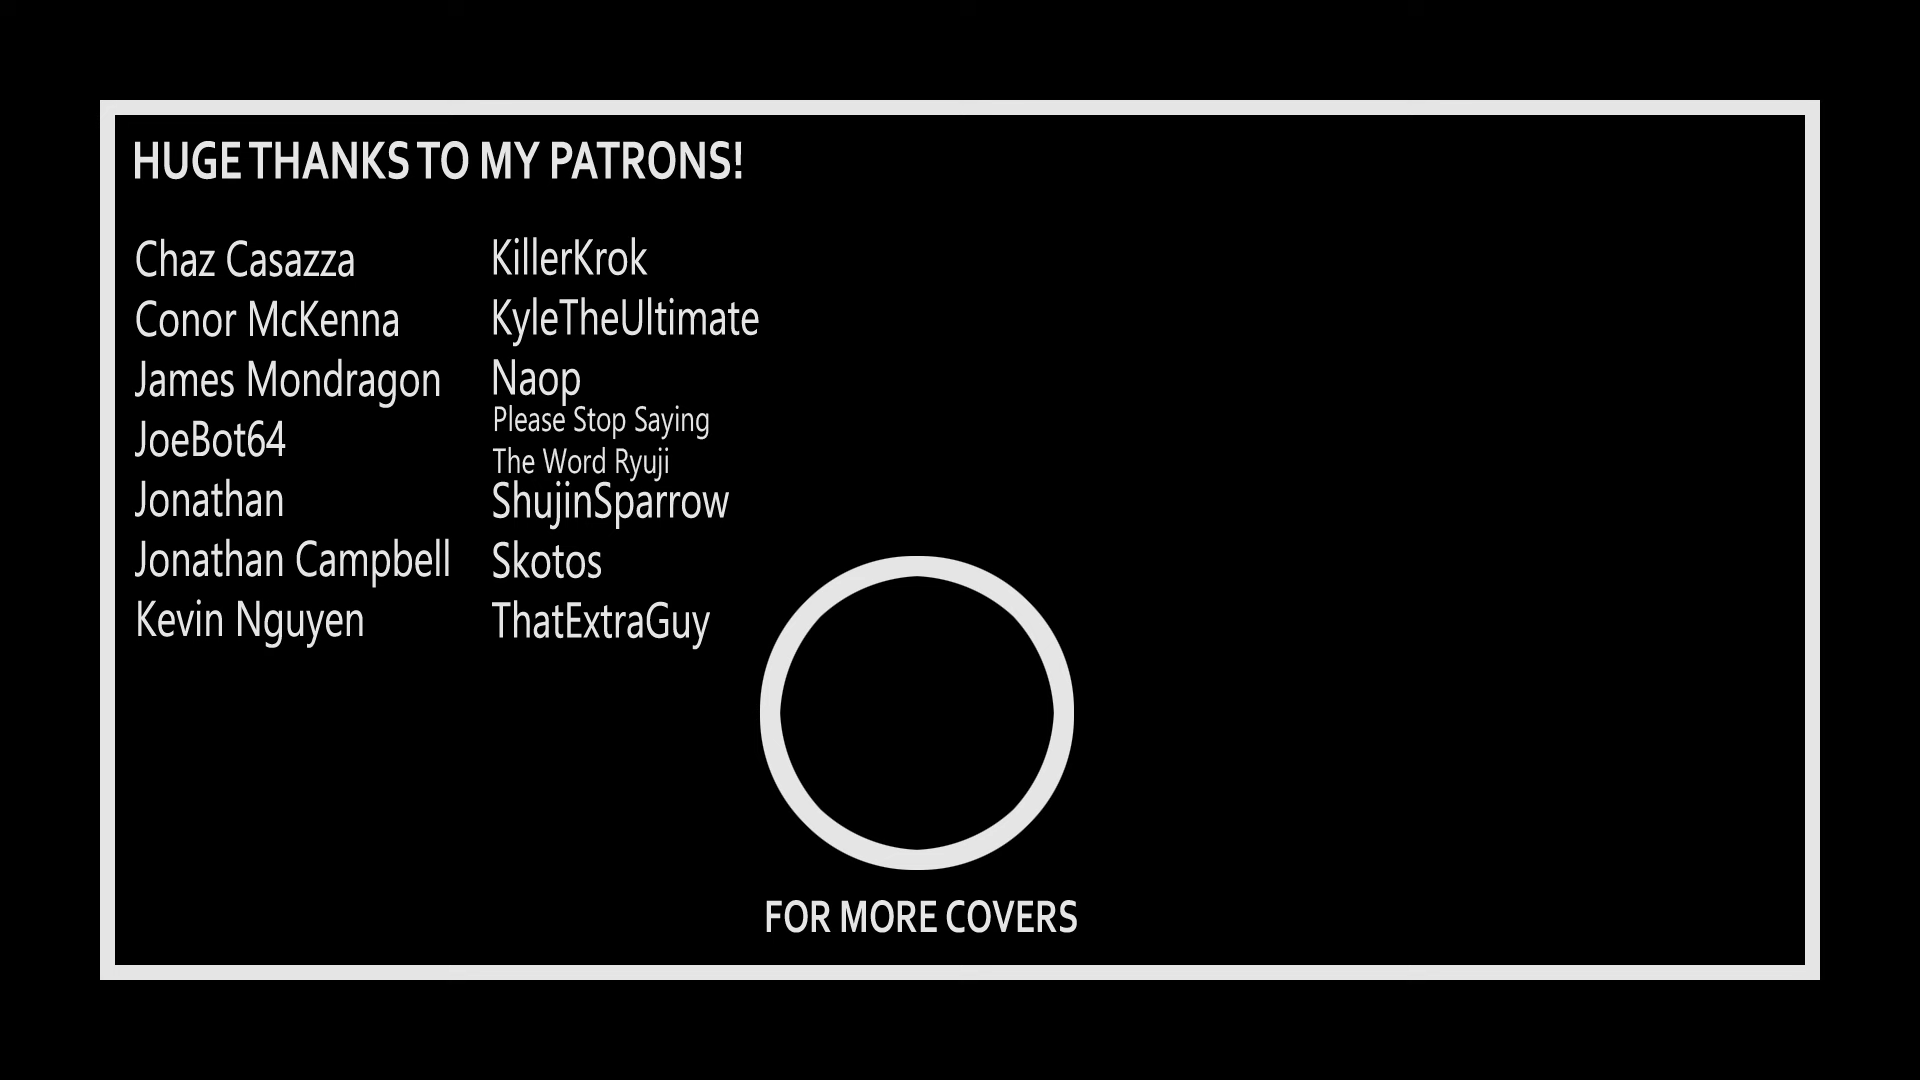 HUGE THANKS TO MY PATRONS!
Chaz Casazza
Conor McKenna
James Mondragon
JoeBot64
Jonathan
Jonathan Campbell
Kevin Nguyen
KillerKrok
KyleTheUltimate
Naop
Please Stop Saying
The Word Ryuji
ShujinSparrow
Skotos
ThatExtraGuy
FOR MORE COVERS